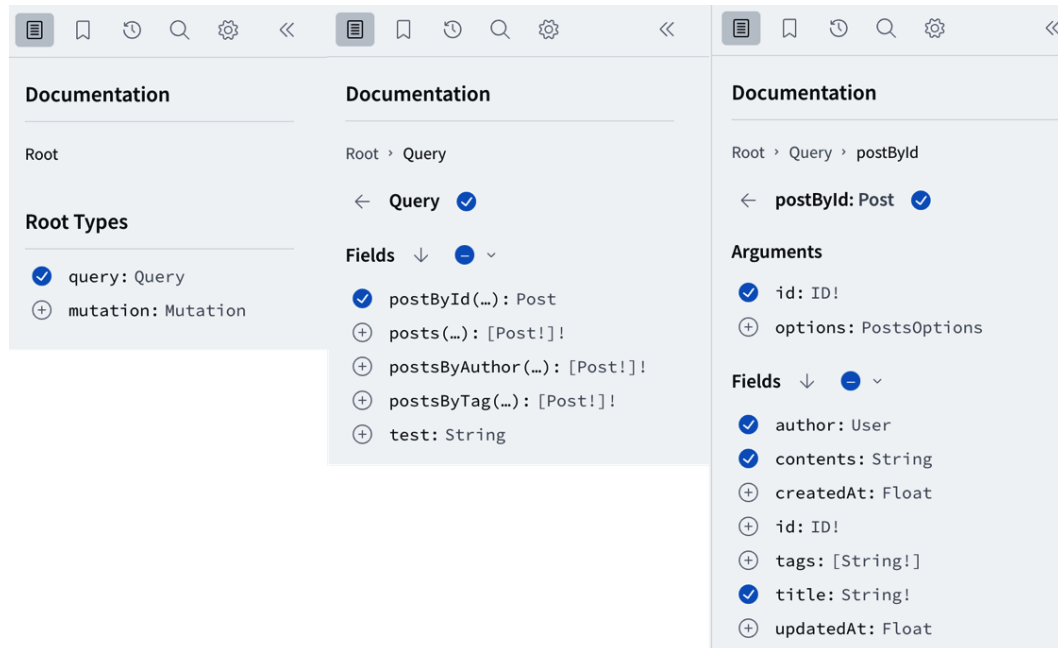 Documentation
Root
Root Types
query: Query
mutation: Mutation
Documentation
Root › Query
Query
Fields
postById(…): Post
posts(…): [Post!]!
postsByAuthor(…): [Post!]!
postsByTag(…): [Post!]!
test: String
Documentation
Root › Query › postById
postById: Post
Arguments
id: ID!
options: PostsOptions
Fields
author: User
contents: String
createdAt: Float
id: ID!
tags: [String!]
title: String!
updatedAt: Float